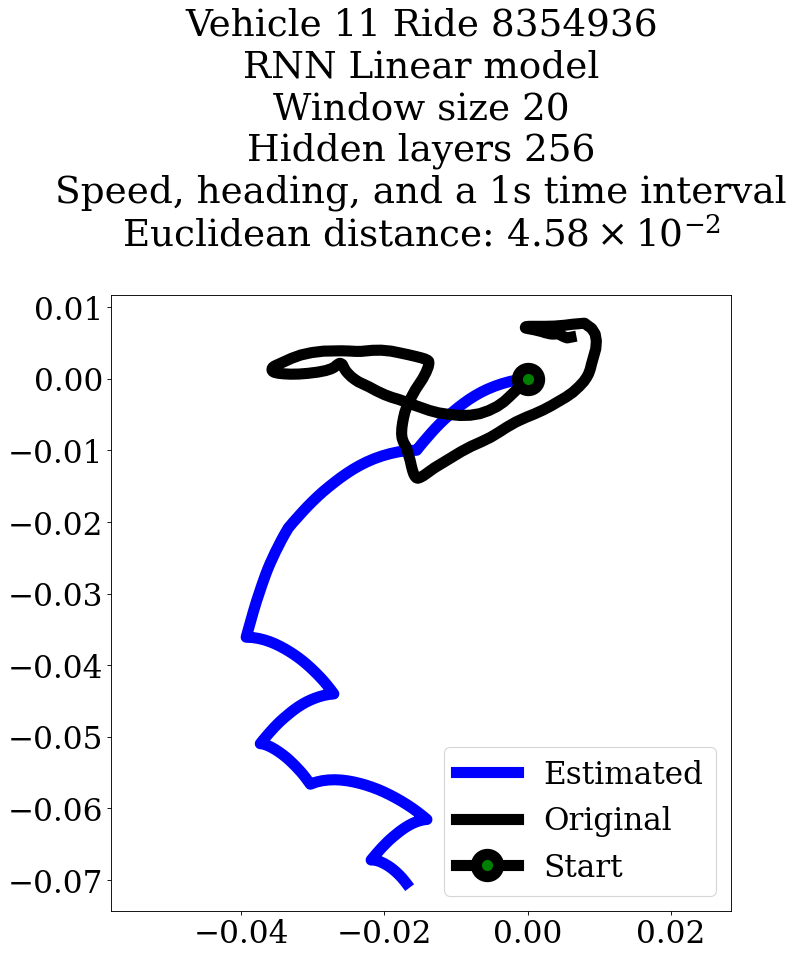 Vehicle 11 Ride 8354936
RNN Linear model
Window size 20
Hidden layers 256
Speed, heading, and a 1s time interval
Euclidean distance: 4.58 × 10⁻²
0.01
0.00
−0.01
−0.02
−0.03
−0.04
−0.05
−0.06
−0.07
Estimated
Original
Start
−0.04 −0.02 0.00 0.02